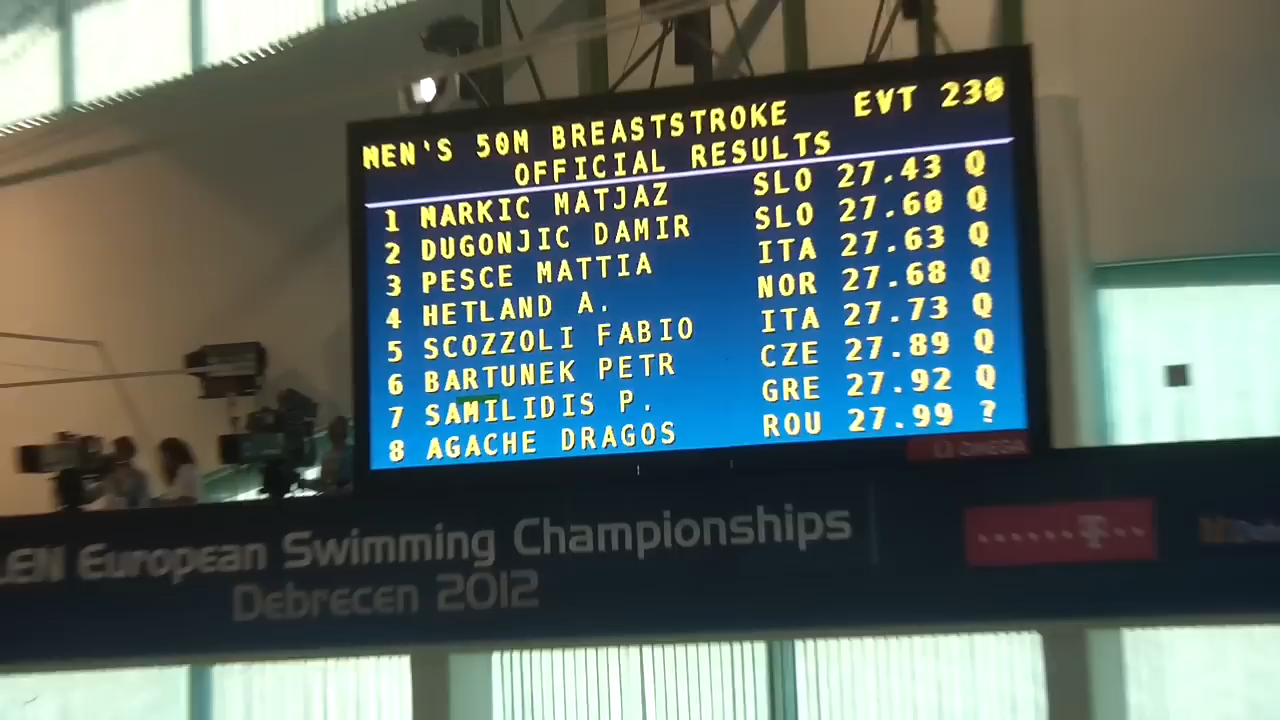 MEN'S 50M BREASTSTROKE EVT 230
OFFICIAL RESULTS
1 MARKIC MATJAZ SLO 27.43 Q
2 DUGONJIC DAMIR SLO 27.60 Q
3 PESCE MATTIA ITA 27.63 Q
4 HETLAND A. NOR 27.68 Q
5 SCOZZOLI FABIO ITA 27.73 Q
6 BARTUNEK PETR CZE 27.89 Q
7 SAMILIDIS P. GRE 27.92 Q
8 AGACHE DRAGOS ROU 27.99 ?
Ω OMEGA
LEN European Swimming Championships
Debrecen 2012
T